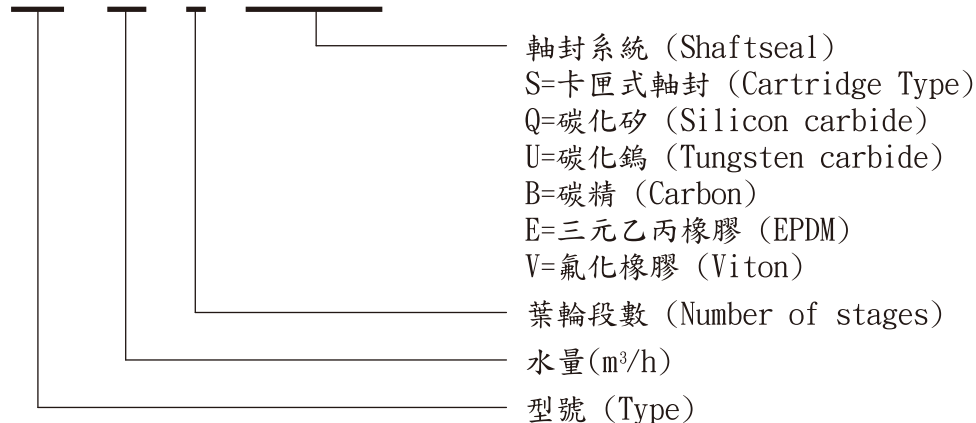 軸封系統 (Shaftseal)
S=卡匣式軸封 (Cartridge Type)
Q=碳化矽 (Silicon carbide)
U=碳化鎢 (Tungsten carbide)
B=碳精 (Carbon)
E=三元乙丙橡膠 (EPDM)
V=氟化橡膠 (Viton)
葉輪段數 (Number of stages)
水量(m³/h)
型號 (Type)